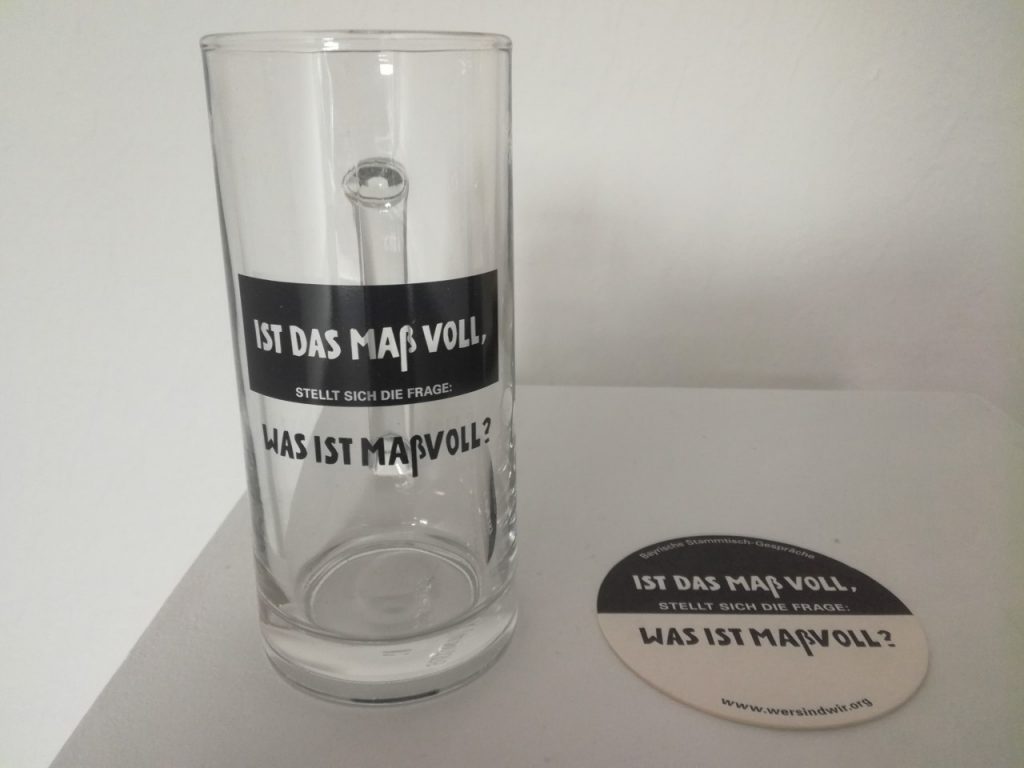 IST DAS MAß VOLL,
STELLT SICH DIE FRAGE:
WAS IST MAßVOLL?
Bayrische Stammtisch-Gespräche
IST DAS MAß VOLL,
STELLT SICH DIE FRAGE:
WAS IST MAßVOLL?
www.wersindwir.org